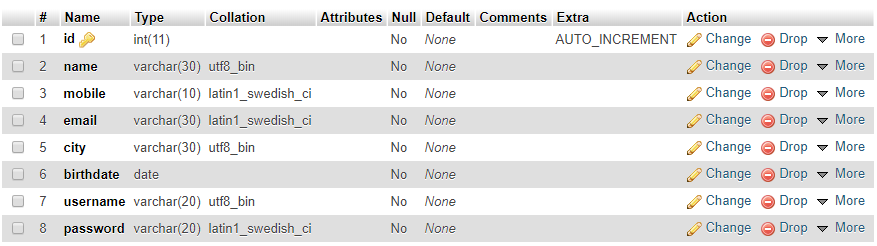 # Name Type Collation Attributes Null Default Comments Extra Action
1 id int(11) No None AUTO_INCREMENT Change Drop More
2 name varchar(30) utf8_bin No None Change Drop More
3 mobile varchar(10) latin1_swedish_ci No None Change Drop More
4 email varchar(30) latin1_swedish_ci No None Change Drop More
5 city varchar(30) utf8_bin No None Change Drop More
6 birthdate date No None Change Drop More
7 username varchar(20) utf8_bin No None Change Drop More
8 password varchar(20) latin1_swedish_ci No None Change Drop More